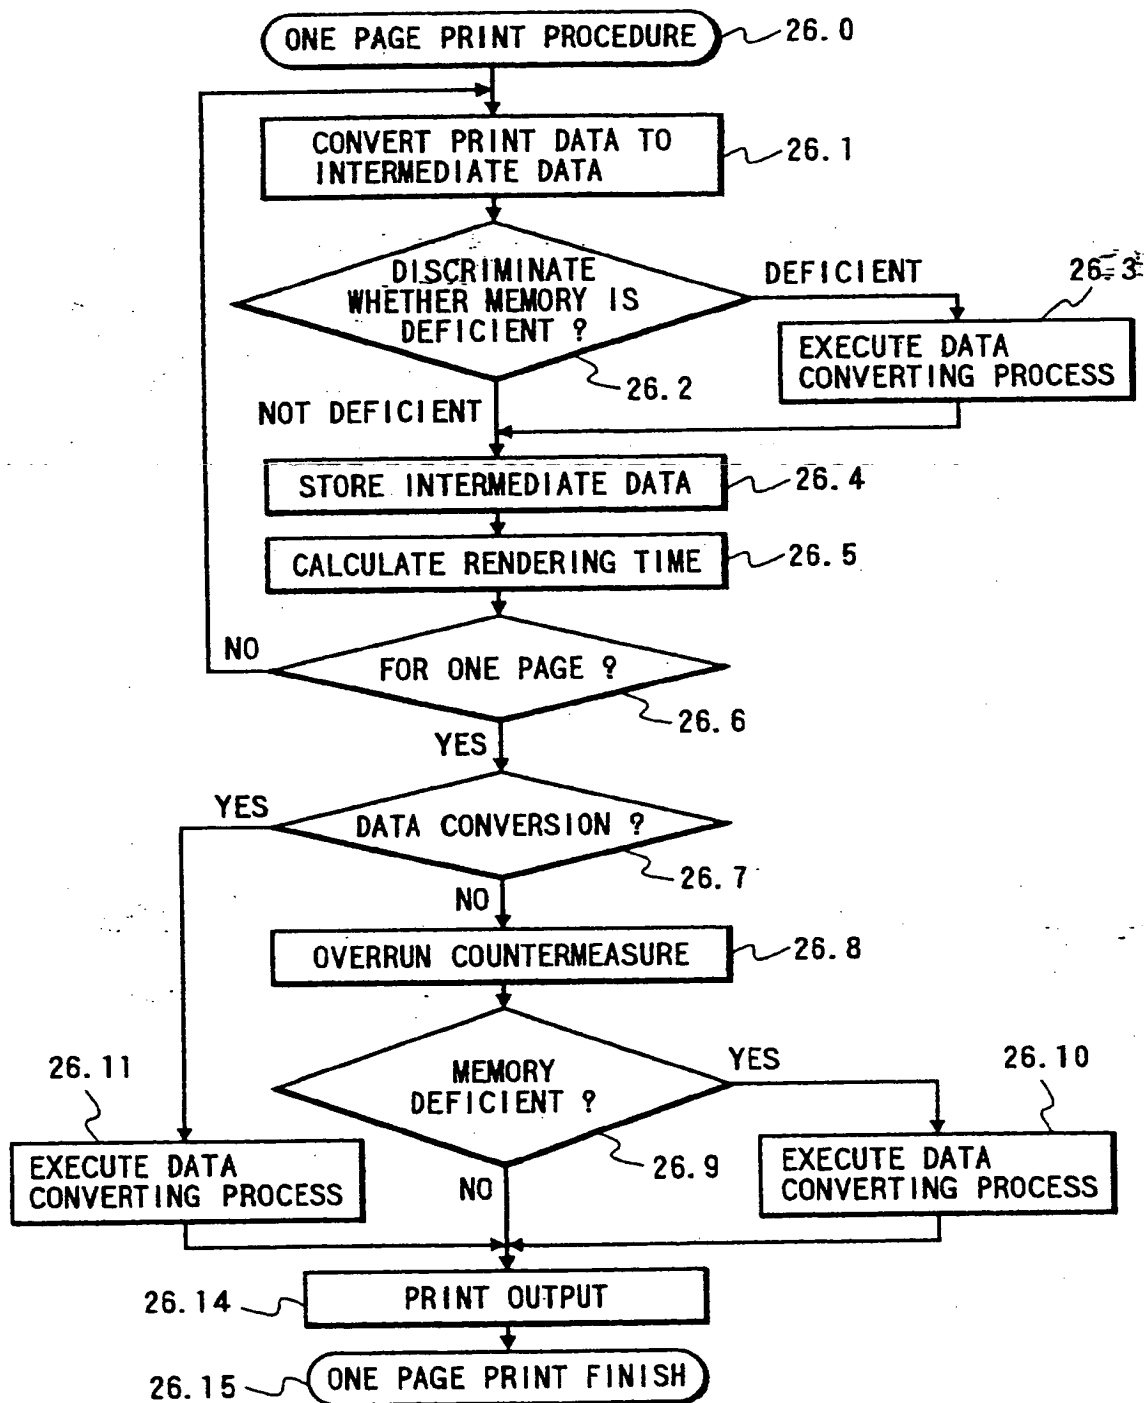 ONE PAGE PRINT PROCEDURE
26.0
CONVERT PRINT DATA TO
INTERMEDIATE DATA
26.1
DISCRIMINATE
WHETHER MEMORY IS
DEFICIENT ?
26.2
DEFICIENT
26.3
EXECUTE DATA
CONVERTING PROCESS
NOT DEFICIENT
STORE INTERMEDIATE DATA
26.4
CALCULATE RENDERING TIME
26.5
NO
FOR ONE PAGE ?
26.6
YES
YES
DATA CONVERSION ?
26.7
NO
OVERRUN COUNTERMEASURE
26.8
MEMORY
DEFICIENT ?
26.9
YES
26.10
EXECUTE DATA
CONVERTING PROCESS
26.11
EXECUTE DATA
CONVERTING PROCESS
NO
PRINT OUTPUT
26.14
ONE PAGE PRINT FINISH
26.15